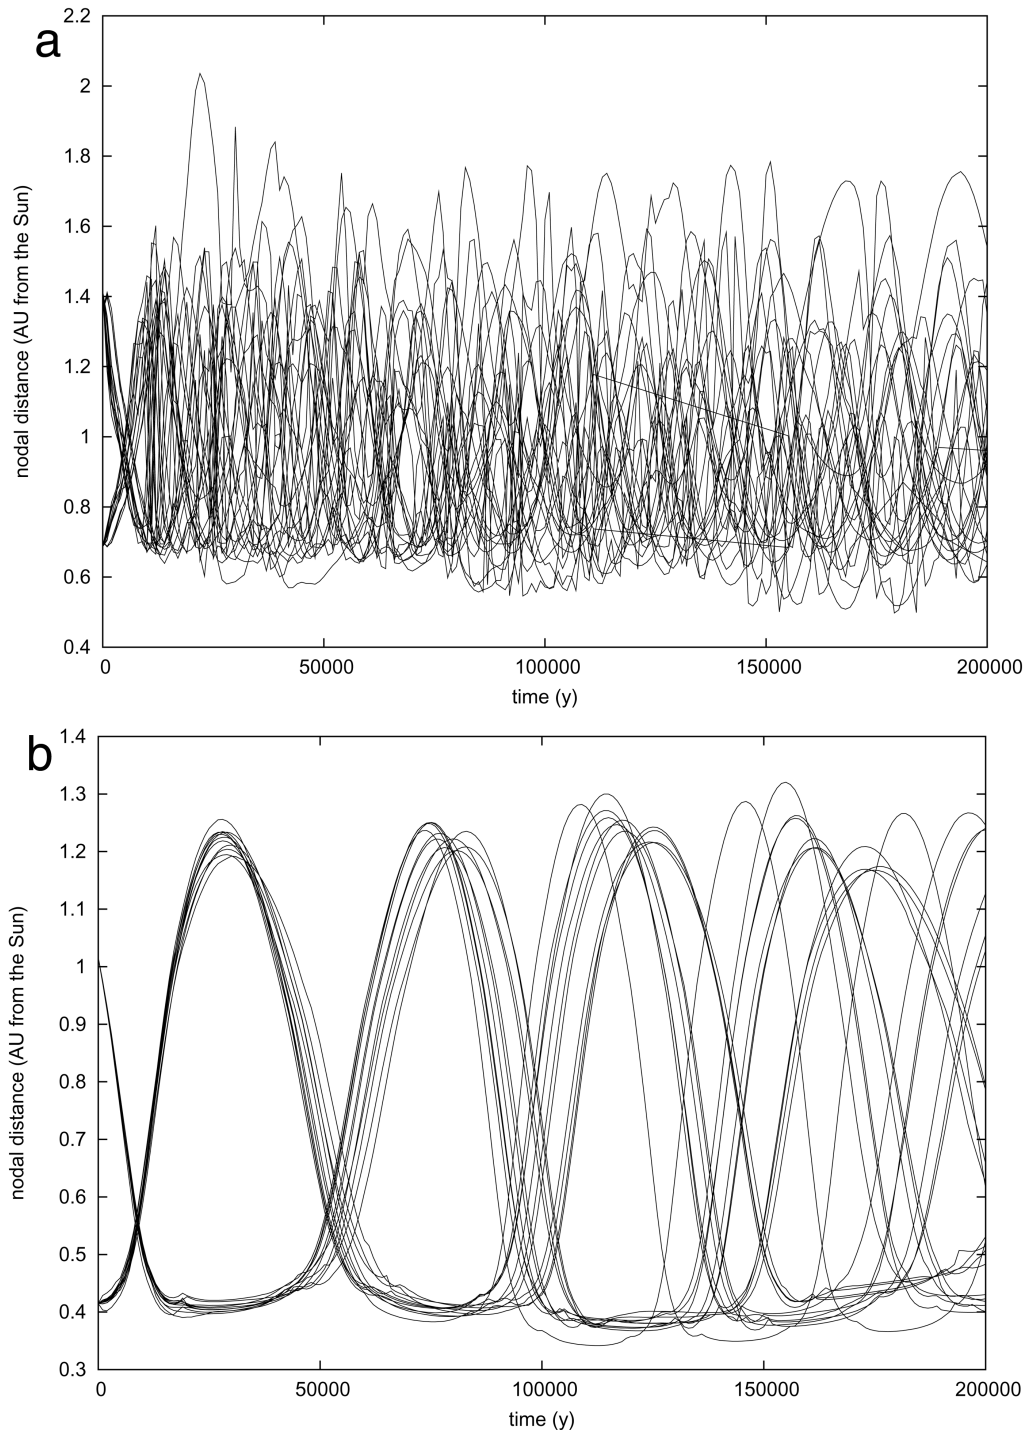 a
2.2
2
1.8
1.6
1.4
1.2
1
0.8
0.6
0.4
nodal distance (AU from the Sun)
0 50000 100000 150000 200000
time (y)
b
1.4
1.3
1.2
1.1
1
0.9
0.8
0.7
0.6
0.5
0.4
0.3
nodal distance (AU from the Sun)
0 50000 100000 150000 200000
time (y)